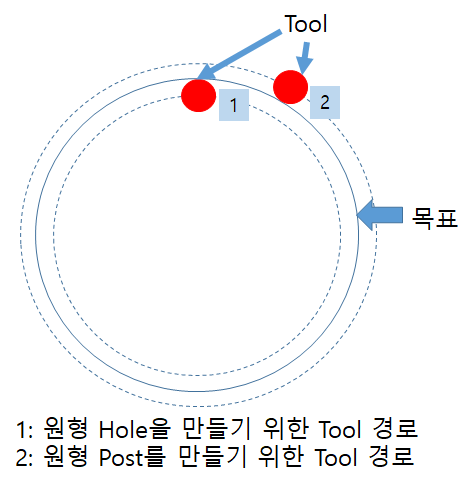 Tool
1
2
목표
1: 원형 Hole을 만들기 위한 Tool 경로
2: 원형 Post를 만들기 위한 Tool 경로